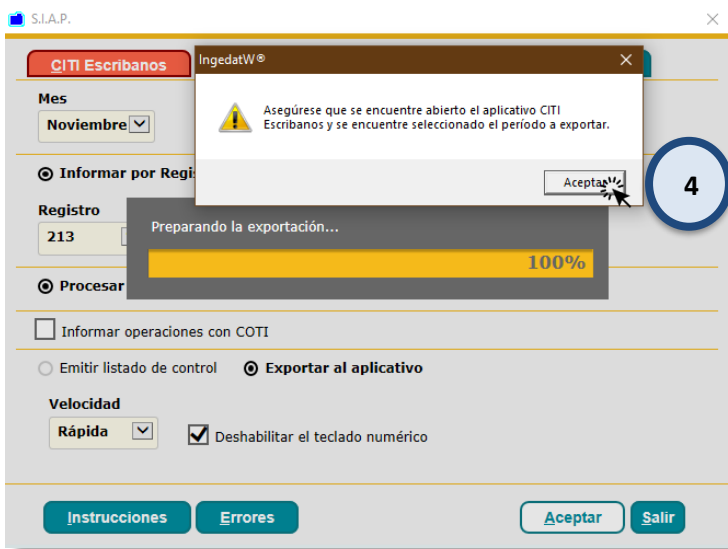 S.I.A.P.
CITI Escribanos
IngedatW®
Asegúrese que se encuentre abierto el aplicativo CITI
Escribanos y se encuentre seleccionado el período a exportar.
Aceptar
4
Mes
Noviembre
Informar por Regi
Registro
213
Preparando la exportación...
100%
Procesar
Informar operaciones con COTI
Emitir listado de control Exportar al aplicativo
Velocidad
Rápida
Deshabilitar el teclado numérico
Instrucciones Errores Aceptar Salir